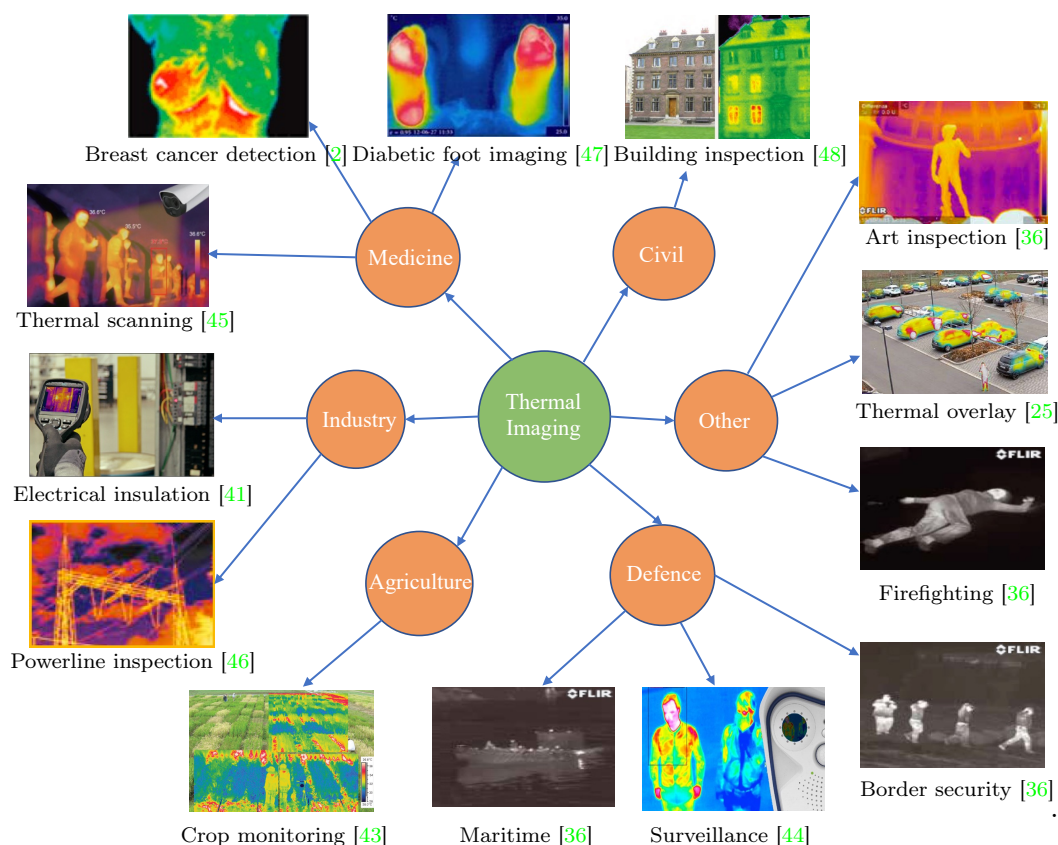 Breast cancer detection [2]
Diabetic foot imaging [47]
Building inspection [48]
FLIR
Art inspection [36]
Medicine
Civil
Thermal scanning [45]
Thermal overlay [25]
Industry
Thermal
Imaging
Other
Electrical insulation [41]
FLIR
Firefighting [36]
Agriculture
Defence
Powerline inspection [46]
FLIR
FLIR
Border security [36]
.
Crop monitoring [43]
Maritime [36]
Surveillance [44]